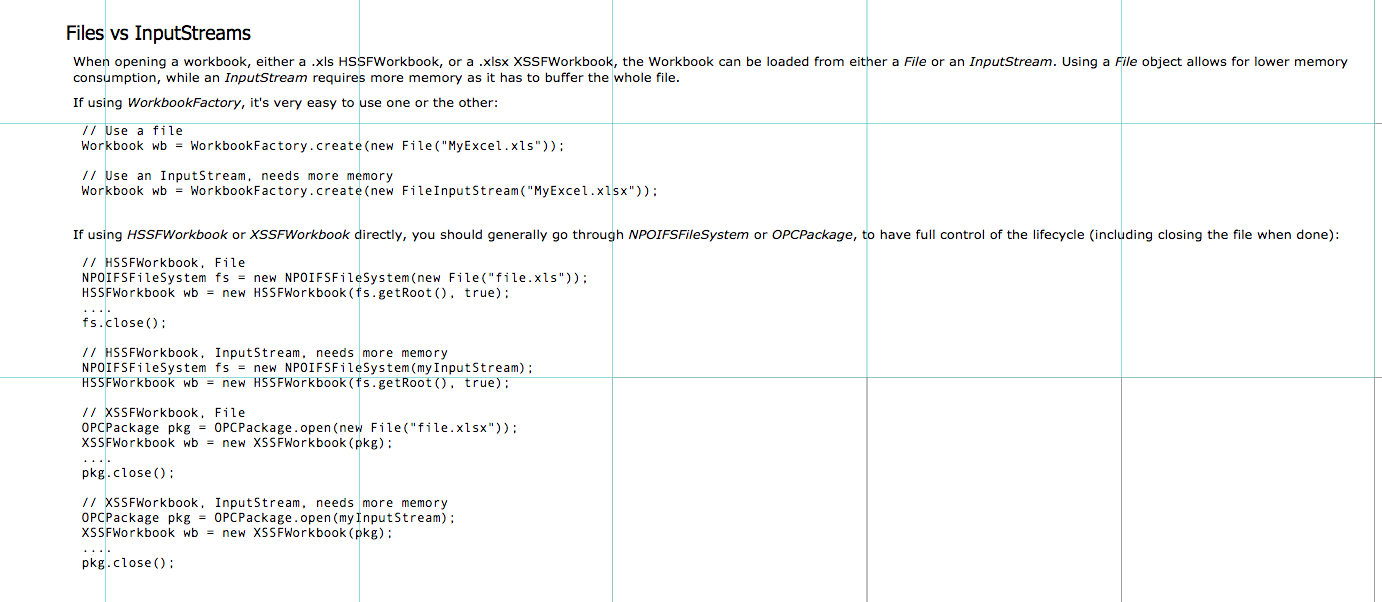 Files vs InputStreams
When opening a workbook, either a .xls HSSFWorkbook, or a .xlsx XSSFWorkbook, the Workbook can be loaded from either a File or an InputStream. Using a File object allows for lower memory
consumption, while an InputStream requires more memory as it has to buffer the whole file.
If using WorkbookFactory, it's very easy to use one or the other:
// Use a file
Workbook wb = WorkbookFactory.create(new File("MyExcel.xls"));
// Use an InputStream, needs more memory
Workbook wb = WorkbookFactory.create(new FileInputStream("MyExcel.xlsx"));
If using HSSFWorkbook or XSSFWorkbook directly, you should generally go through NPOIFSFileSystem or OPCPackage, to have full control of the lifecycle (including closing the file when done):
// HSSFWorkbook, File
NPOIFSFileSystem fs = new NPOIFSFileSystem(new File("file.xls"));
HSSFWorkbook wb = new HSSFWorkbook(fs.getRoot(), true);
....
fs.close();
// HSSFWorkbook, InputStream, needs more memory
NPOIFSFileSystem fs = new NPOIFSFileSystem(myInputStream);
HSSFWorkbook wb = new HSSFWorkbook(fs.getRoot(), true);
// XSSFWorkbook, File
OPCPackage pkg = OPCPackage.open(new File("file.xlsx"));
XSSFWorkbook wb = new XSSFWorkbook(pkg);
....
pkg.close();
// XSSFWorkbook, InputStream, needs more memory
OPCPackage pkg = OPCPackage.open(myInputStream);
XSSFWorkbook wb = new XSSFWorkbook(pkg);
....
pkg.close();